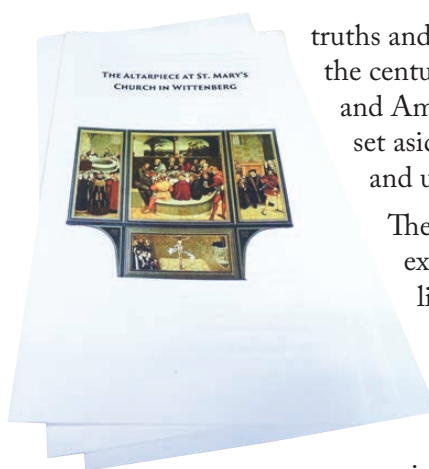 THE ALTARPIECE AT ST. MARY'S
CHURCH IN WITTENBERG
truths and
the centu
and Am
set asid
and u
The
ex
li